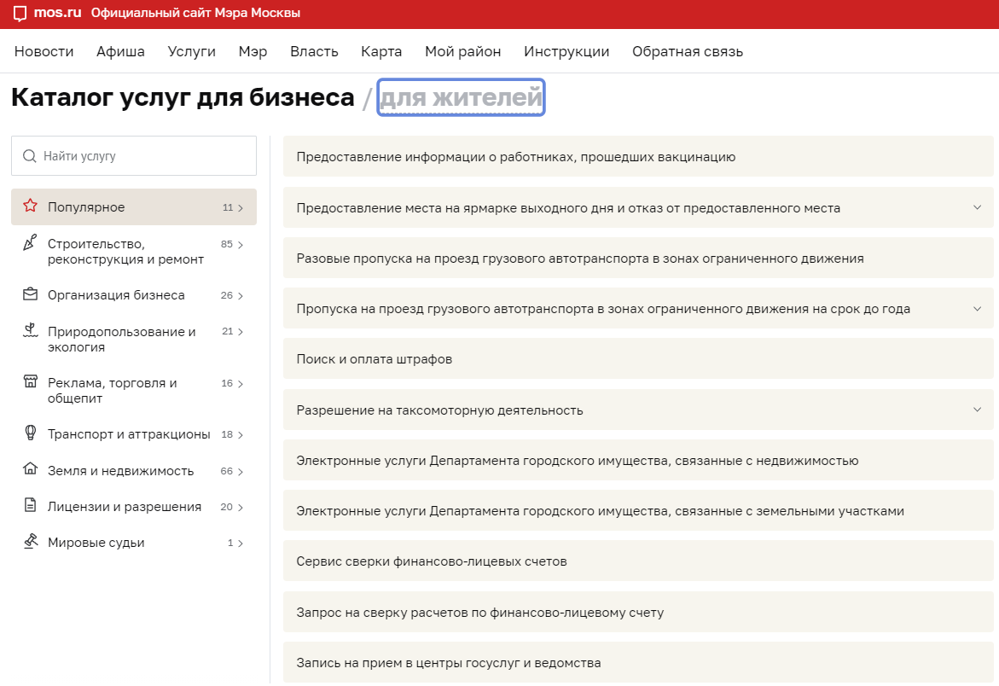 mos.ru Официальный сайт Мэра Москвы
Новости Афиша Услуги Мэр Власть Карта Мой район Инструкции Обратная связь
Каталог услуг для бизнеса / для жителей
Найти услугу
Популярное 11
Строительство, 85
реконструкция и ремонт
Организация бизнеса 26
Природопользование и 21
экология
Реклама, торговля и 16
общепит
Транспорт и аттракционы 18
Земля и недвижимость 66
Лицензии и разрешения 20
Мировые судьи 1
Предоставление информации о работниках, прошедших вакцинацию
Предоставление места на ярмарке выходного дня и отказ от предоставленного места
Разовые пропуска на проезд грузового автотранспорта в зонах ограниченного движения
Пропуска на проезд грузового автотранспорта в зонах ограниченного движения на срок до года
Поиск и оплата штрафов
Разрешение на таксомоторную деятельность
Электронные услуги Департамента городского имущества, связанные с недвижимостью
Электронные услуги Департамента городского имущества, связанные с земельными участками
Сервис сверки финансово-лицевых счетов
Запрос на сверку расчетов по финансово-лицевому счету
Запись на прием в центры госуслуг и ведомства